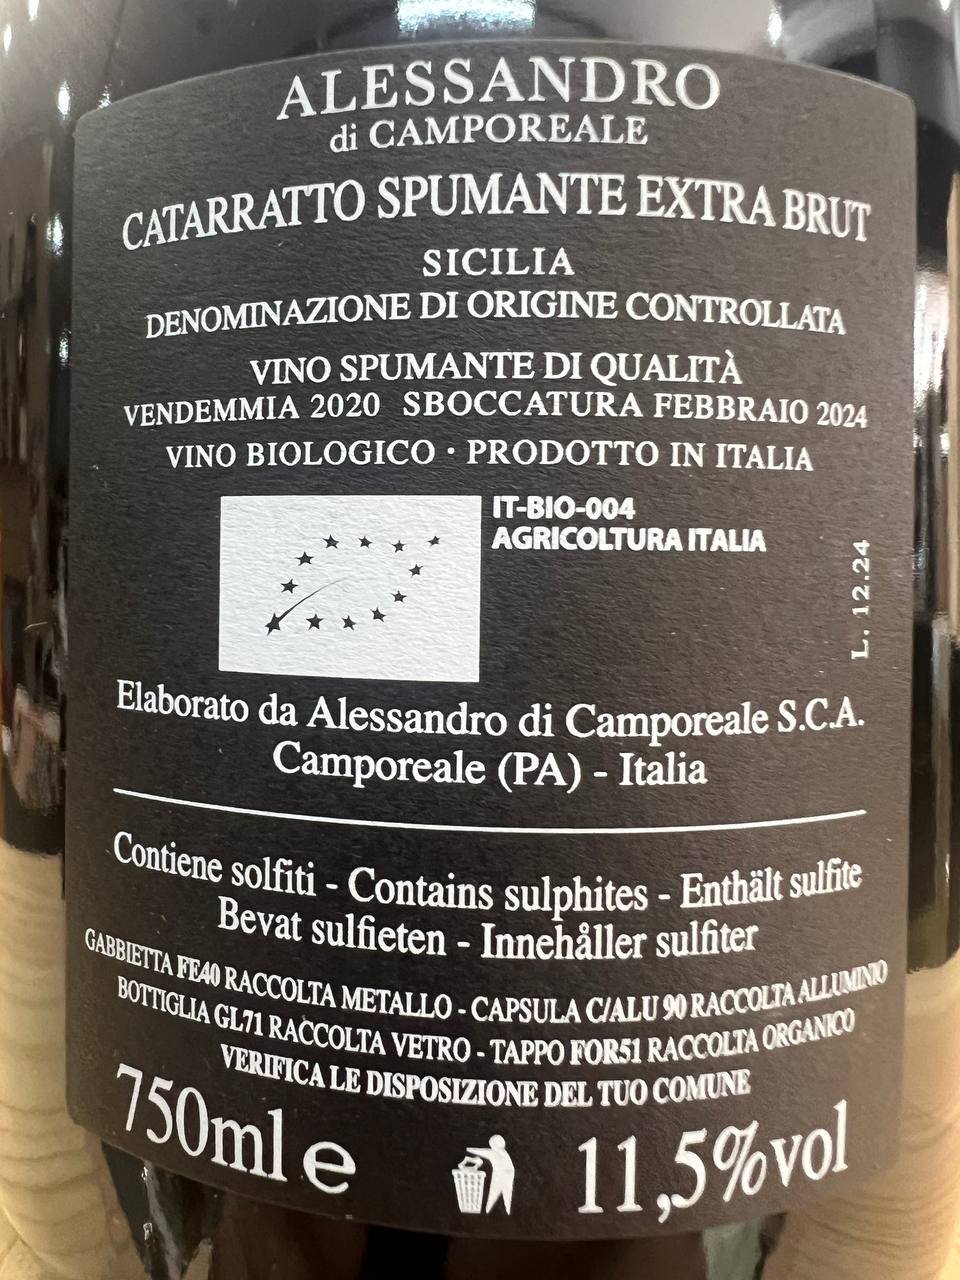 ALESSANDRO
di CAMPOREALE
CATARRATTO SPUMANTE EXTRA BRUT
SICILIA
DENOMINAZIONE DI ORIGINE CONTROLLATA
VINO SPUMANTE DI QUALITÀ
VENDEMMIA 2020 SBOCCATURA FEBBRAIO 2024
VINO BIOLOGICO · PRODOTTO IN ITALIA
IT-BIO-004
AGRICOLTURA ITALIA
L. 12.24
Elaborato da Alessandro di Camporeale S.C.A.
Camporeale (PA) - Italia
Contiene solfiti - Contains sulphites - Enthält sulfite
Bevat sulfieten - Innehåller sulfiter
GABBIETTA FE40 RACCOLTA METALLO - CAPSULA C/ALU 90 RACCOLTA ALLUMINIO
BOTTIGLIA GL71 RACCOLTA VETRO - TAPPO FOR51 RACCOLTA ORGANICO
VERIFICA LE DISPOSIZIONE DEL TUO COMUNE
750ml e 11,5%vol